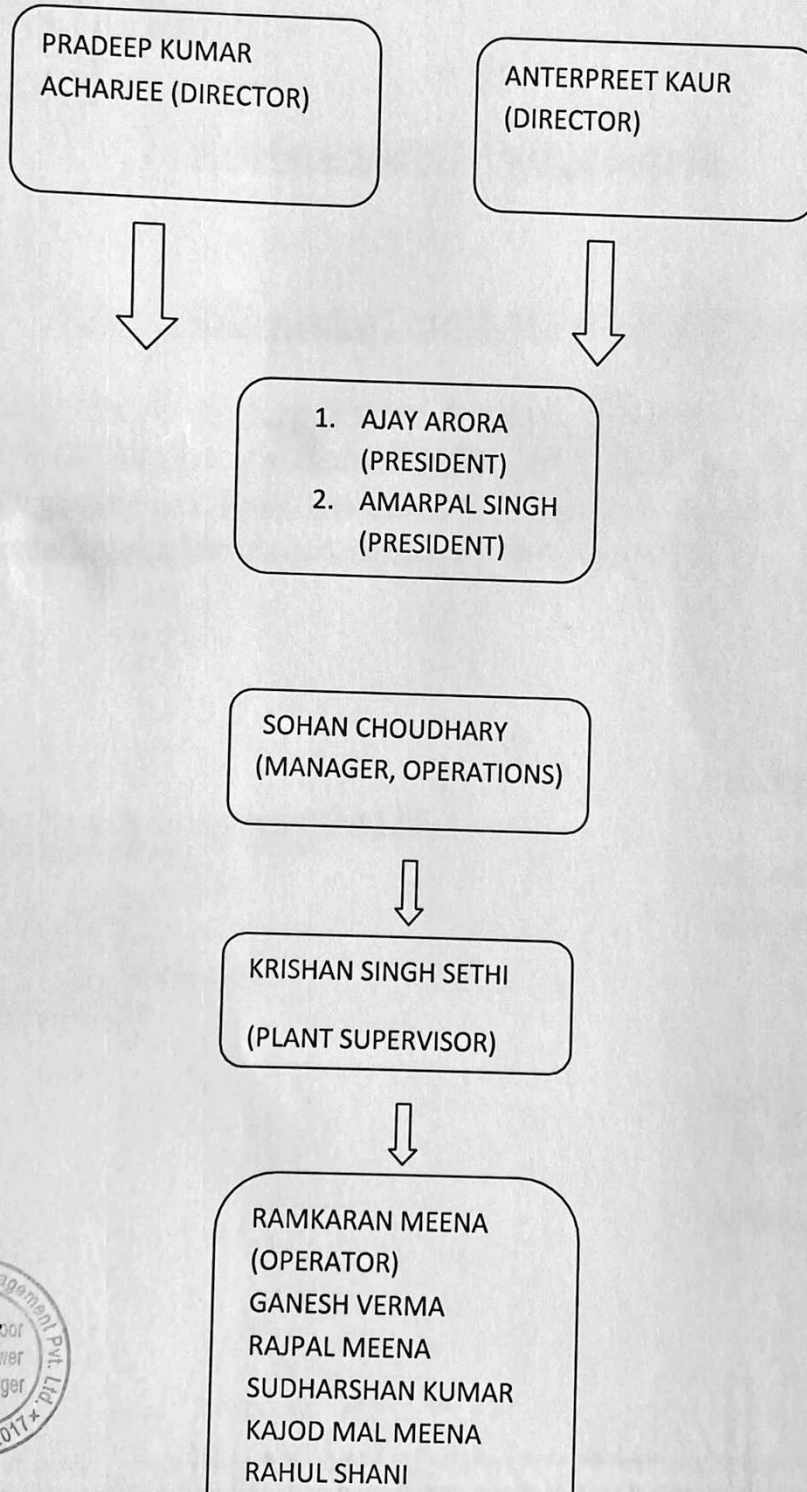 PRADEEP KUMAR
ACHARJEE (DIRECTOR)
ANTERPREET KAUR
(DIRECTOR)
1. AJAY ARORA
(PRESIDENT)
2. AMARPAL SINGH
(PRESIDENT)
SOHAN CHOUDHARY
(MANAGER, OPERATIONS)
KRISHAN SINGH SETHI
(PLANT SUPERVISOR)
RAMKARAN MEENA
(OPERATOR)
GANESH VERMA
RAJPAL MEENA
SUDHARSHAN KUMAR
KAJOD MAL MEENA
RAHUL SHANI
Pvt. Ltd.